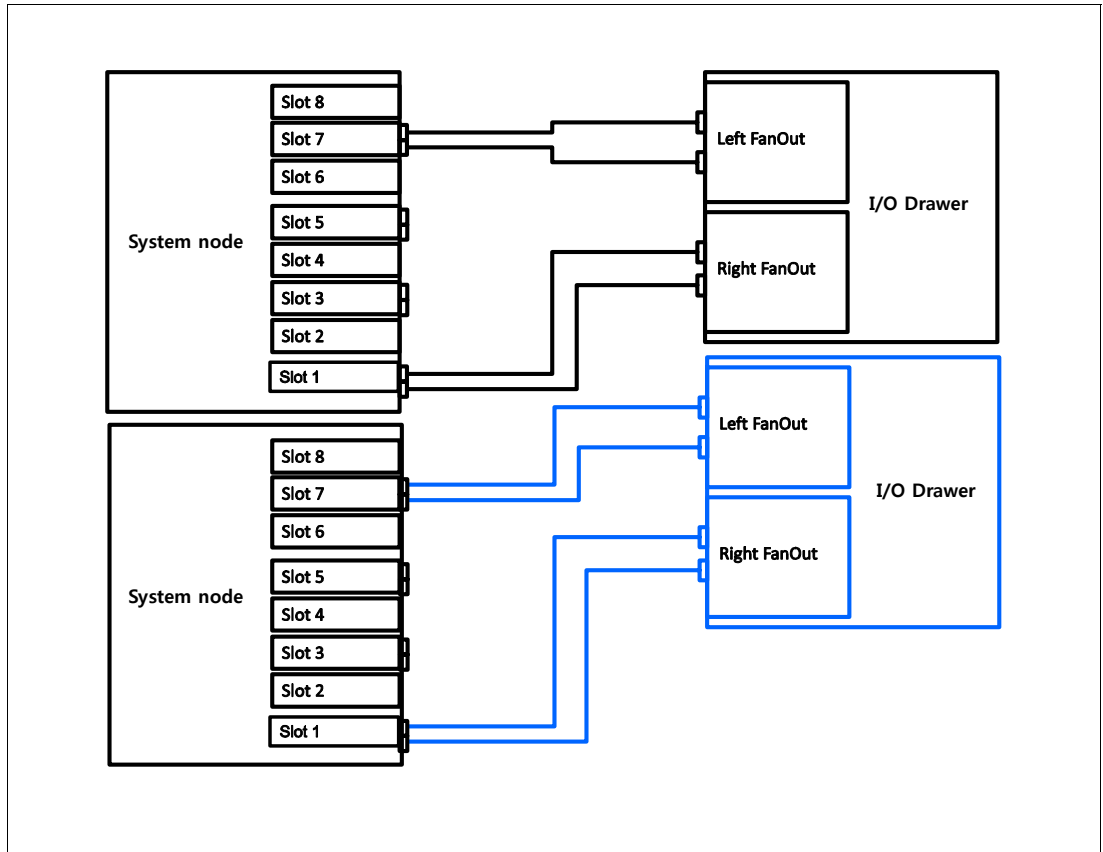 System node
Slot 8
Slot 7
Slot 6
Slot 5
Slot 4
Slot 3
Slot 2
Slot 1
Left FanOut
Right FanOut
I/O Drawer
System node
Slot 8
Slot 7
Slot 6
Slot 5
Slot 4
Slot 3
Slot 2
Slot 1
Left FanOut
Right FanOut
I/O Drawer